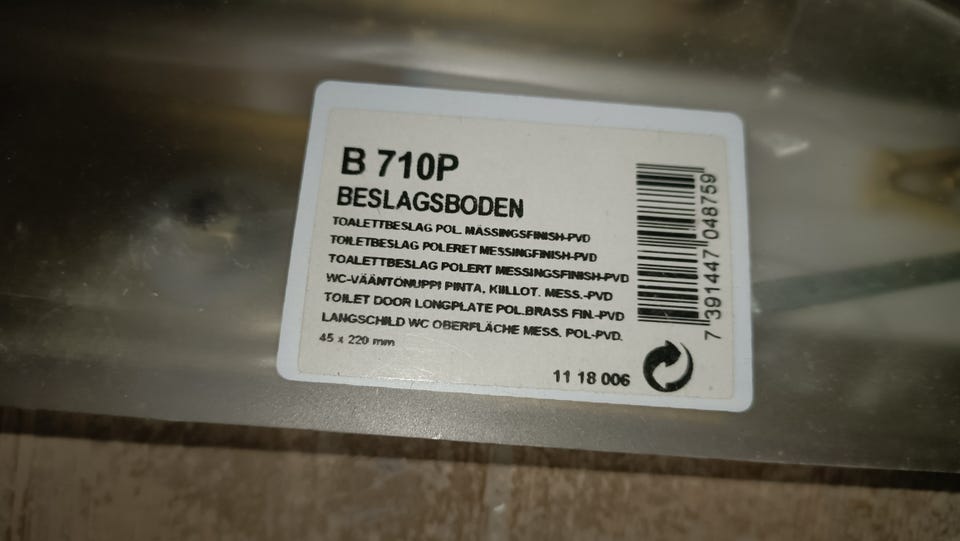 B 710P
BESLAGSBODEN
TOALETTBESLAG POL. MÄSSINGSFINISH-PVD
TOILETBESLAG POLERET MESSINGFINISH-PVD
TOALETTBESLAG POLERT MESSINGSFINISH-PVD
WC-VÄÄNTÖNUPPI PINTA, KIILLOT. MESS.-PVD
TOILET DOOR LONGPLATE POL.BRASS FIN.-PVD
LANGSCHILD WC OBERFLÄCHE MESS. POL-PVD.
45 x 220 mm
11 18 006
7 391447 048759